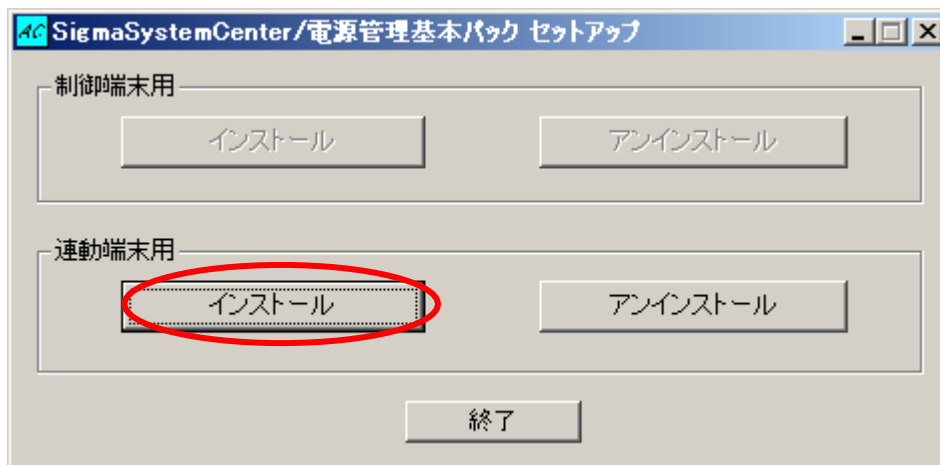 AC SigmaSystemCenter/電源管理基本パック セットアップ
制御端末用
インストール アンインストール
連動端末用
インストール アンインストール
終了